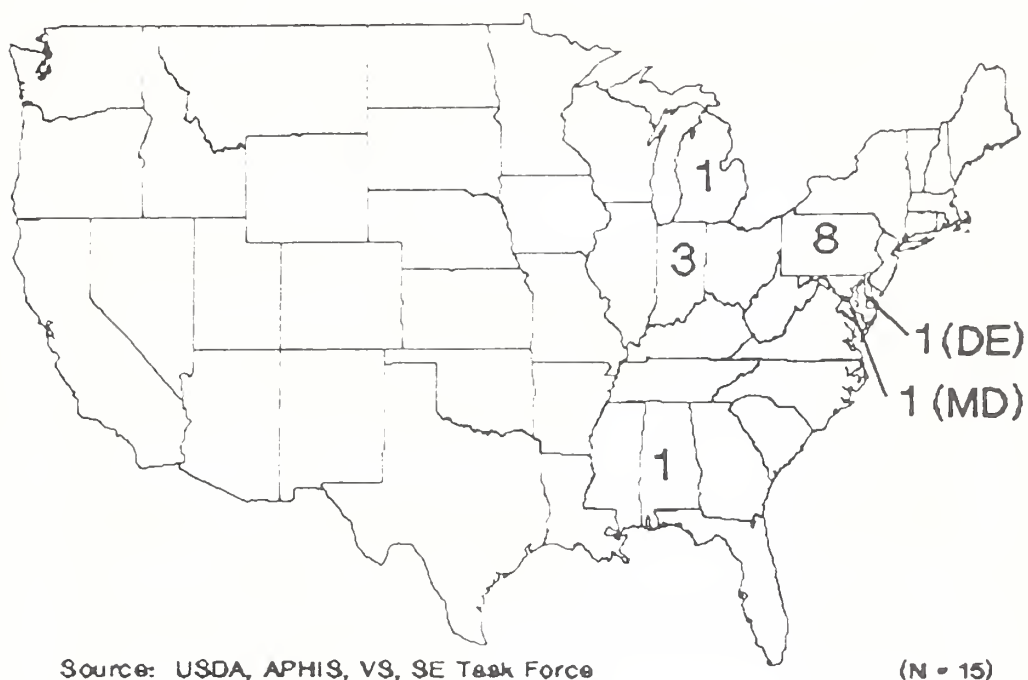 1
3
8
1 (DE)
1 (MD)
1
Source: USDA, APHIS, VS, SE Task Force (N = 15)